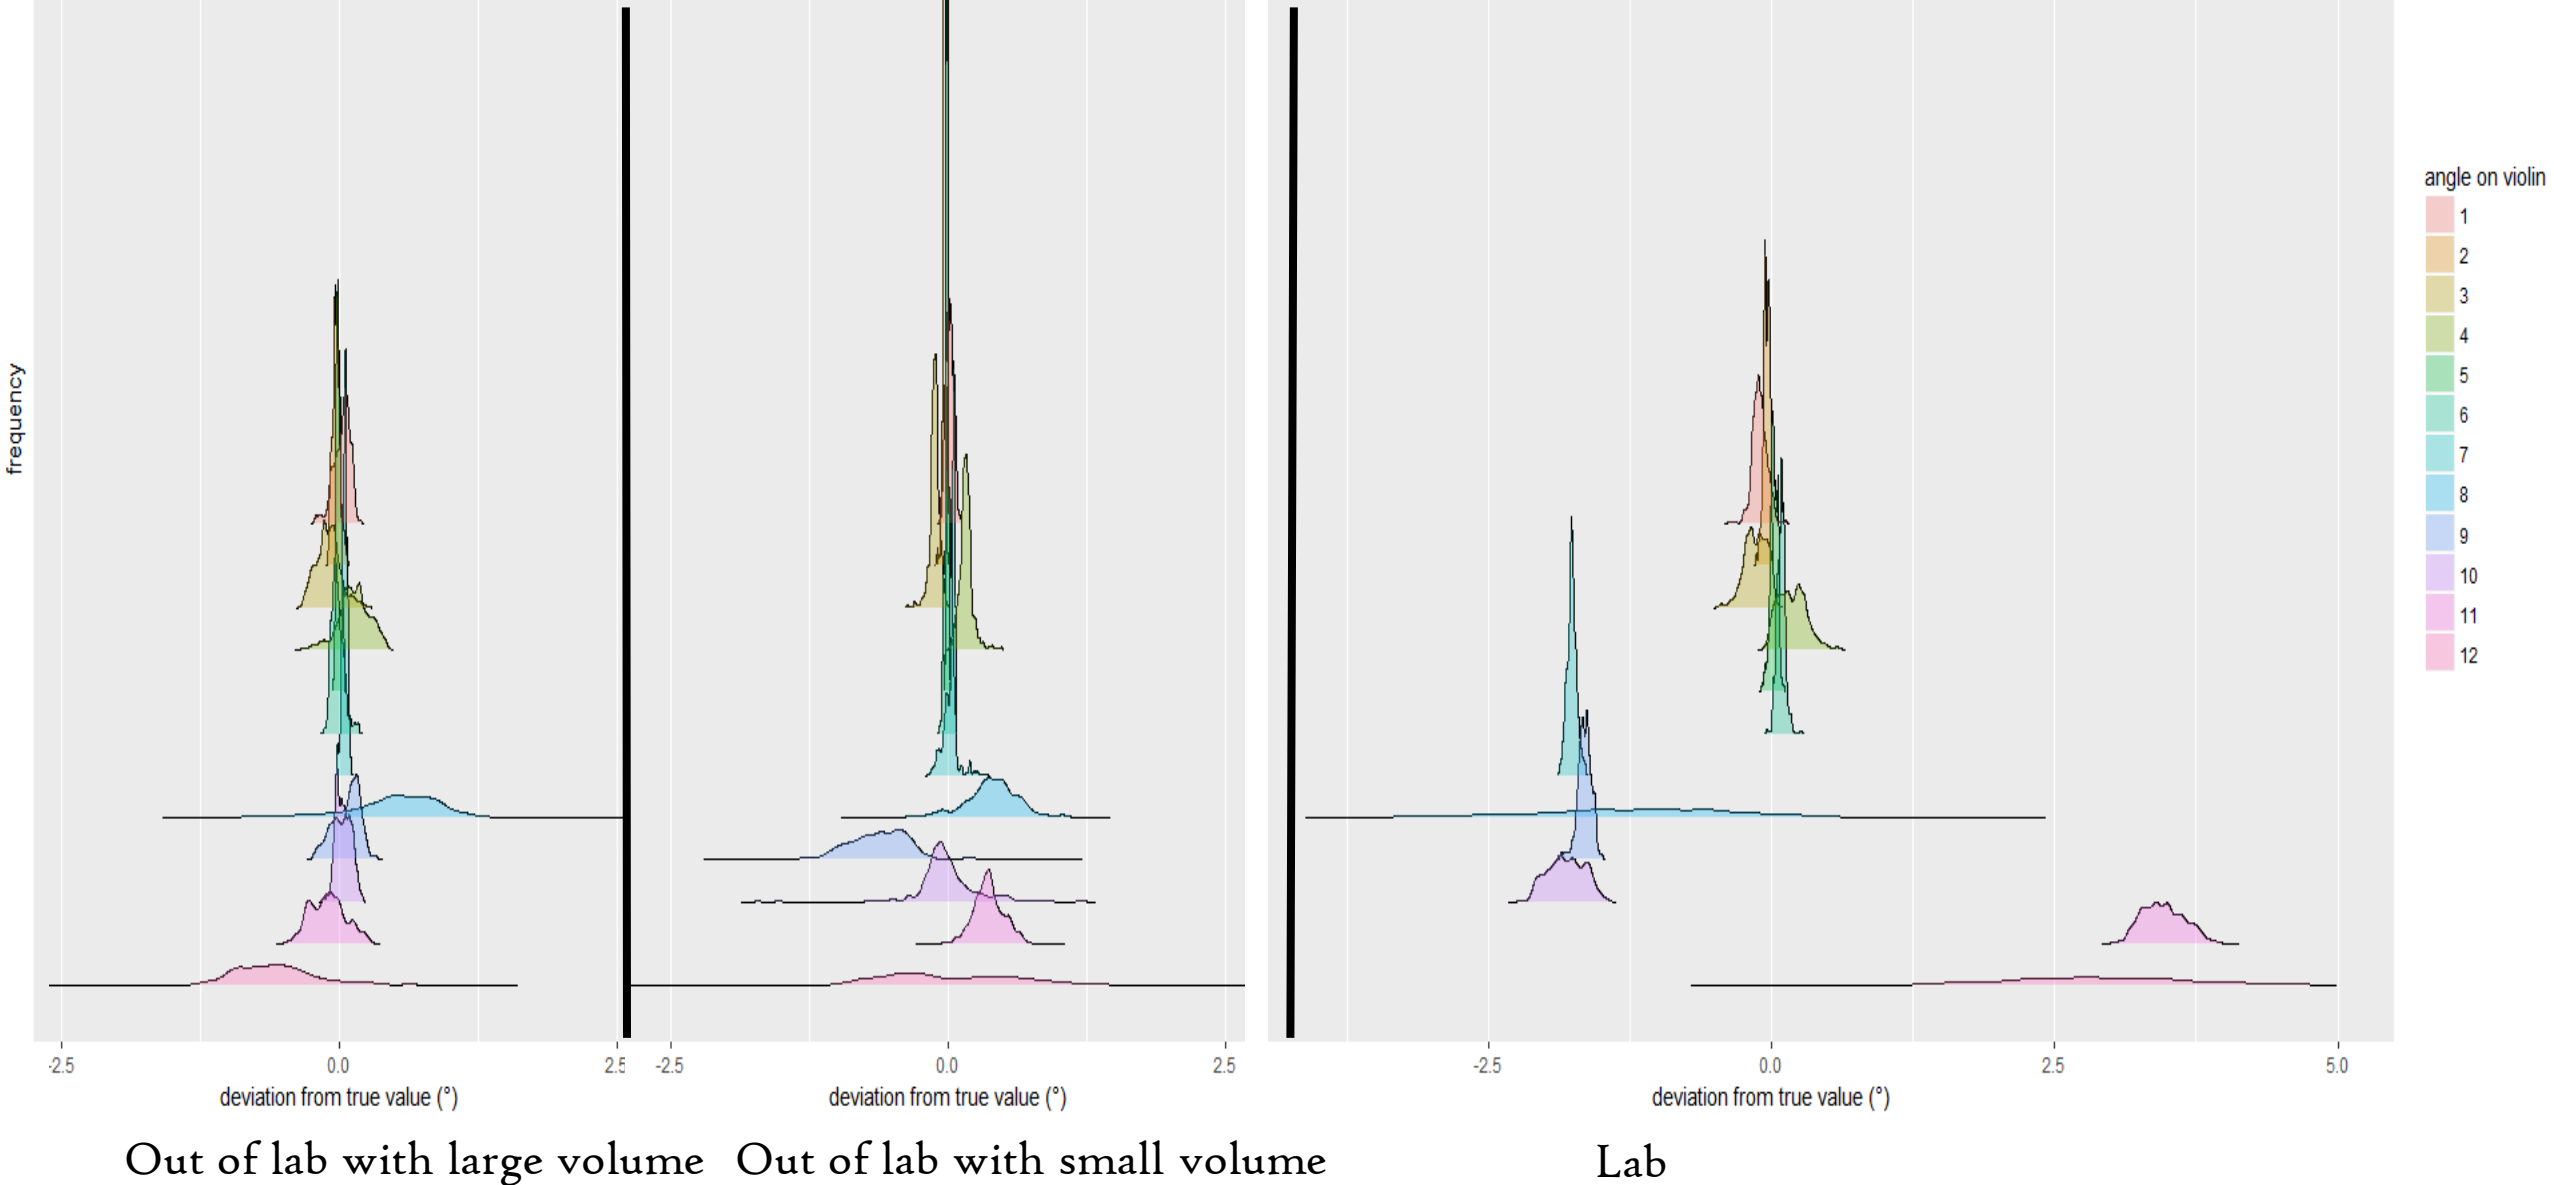 frequency
-2.5 0.0 2.5 -2.5 0.0 2.5 -2.5 0.0 2.5 5.0
deviation from true value (°) deviation from true value (°) deviation from true value (°)
Out of lab with large volume Out of lab with small volume Lab
angle on violin
1
2
3
4
5
6
7
8
9
10
11
12